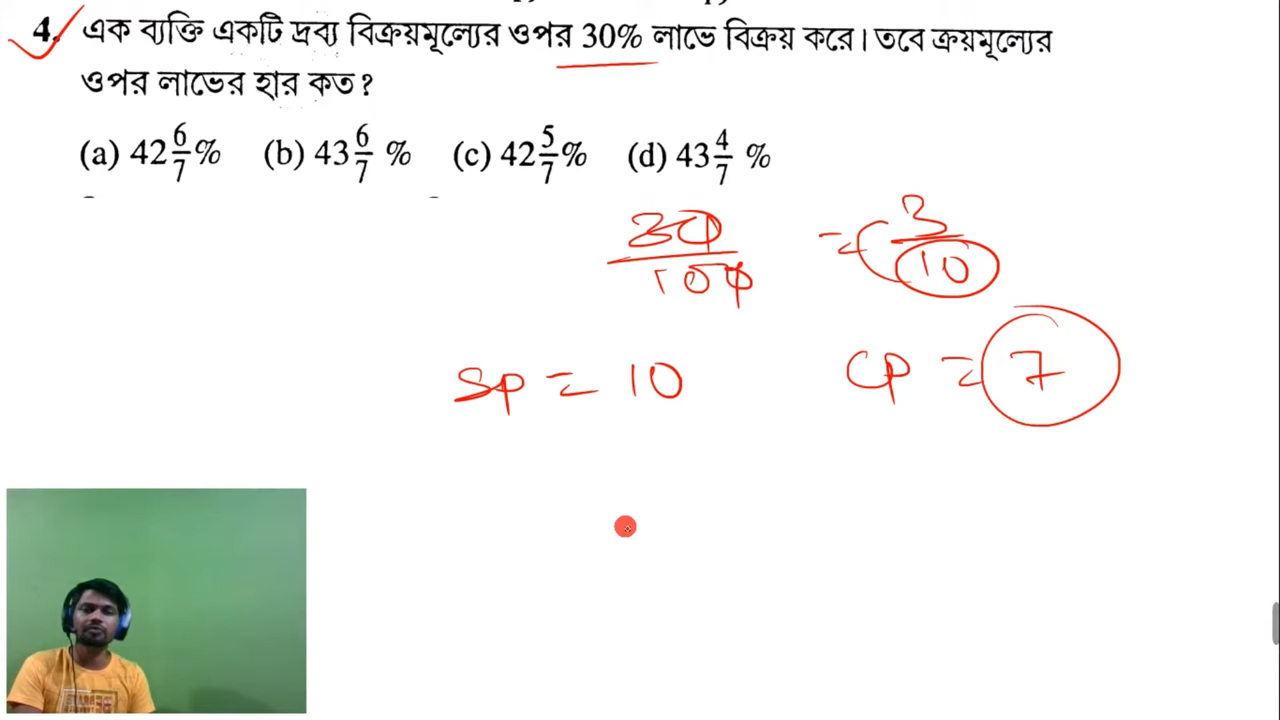 4. এক ব্যক্তি একটি দ্রব্য বিক্রয়মূল্যের ওপর 30% লাভে বিক্রয় করে। তবে ক্রয়মূল্যের
ওপর লাভের হার কত?
(a) 42 6/7% (b) 43 6/7 % (c) 42 5/7% (d) 43 4/7 %
30/100 = 3/10
SP = 10 CP = 7